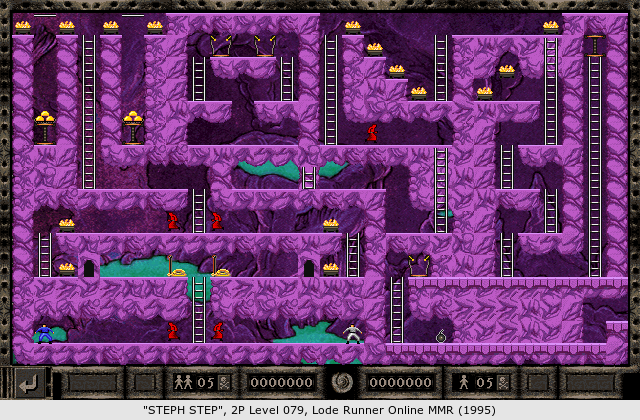 05 0000000 0000000 05
"STEPH STEP", 2P Level 079, Lode Runner Online MMR (1995)